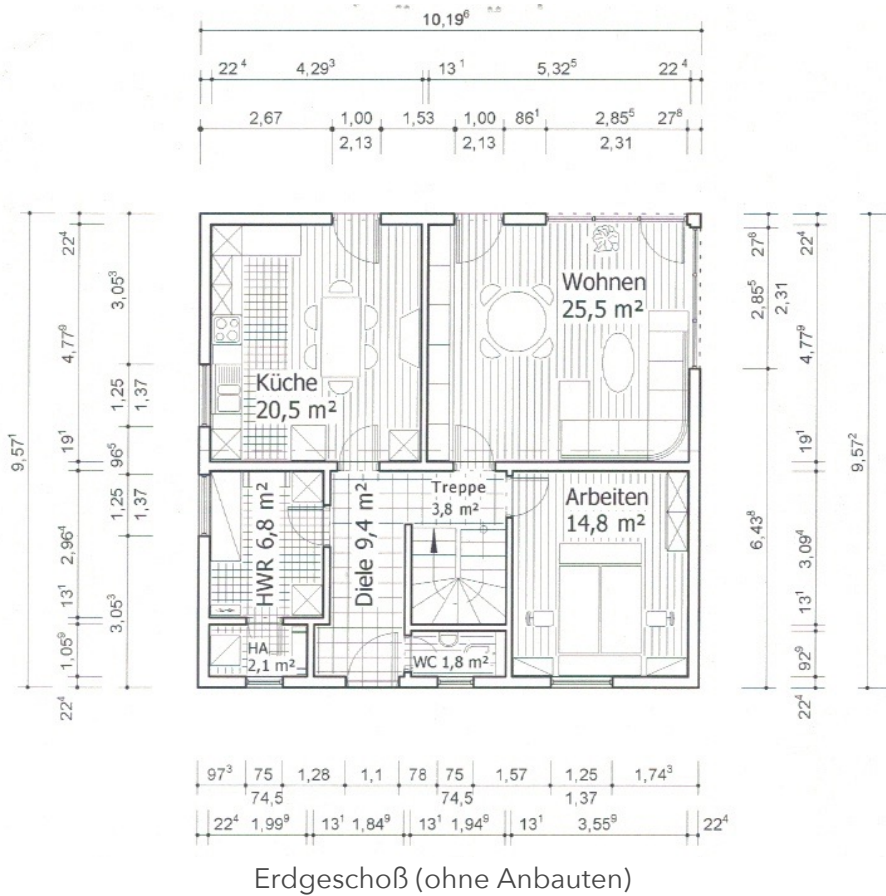 10,19⁶
22⁴ 4,29³ 13¹ 5,32⁵ 22⁴
2,67 1,00 1,53 1,00 86¹ 2,85⁵ 27⁸
2,13 2,13 2,31
9,57¹
22⁴ 4,77⁹ 19¹ 2,96⁴ 13¹ 1,05⁹ 22⁴
3,05³ 1,25 96⁵ 1,25 3,05³
1,37 1,37
Küche
20,5 m²
Wohnen
25,5 m²
HWR 6,8 m²
Diele 9,4 m²
Treppe
3,8 m²
Arbeiten
14,8 m²
HA
2,1 m²
WC 1,8 m²
27⁸ 2,85⁵ 6,43⁸
2,31
22⁴ 4,77⁹ 19¹ 3,09⁴ 13¹ 92⁹ 22⁴
9,57²
97³ 75 1,28 1,1 78 75 1,57 1,25 1,74³
74,5 74,5 1,37
22⁴ 1,99⁹ 13¹ 1,84⁹ 13¹ 1,94⁹ 13¹ 3,55⁹ 22⁴
Erdgeschoß (ohne Anbauten)